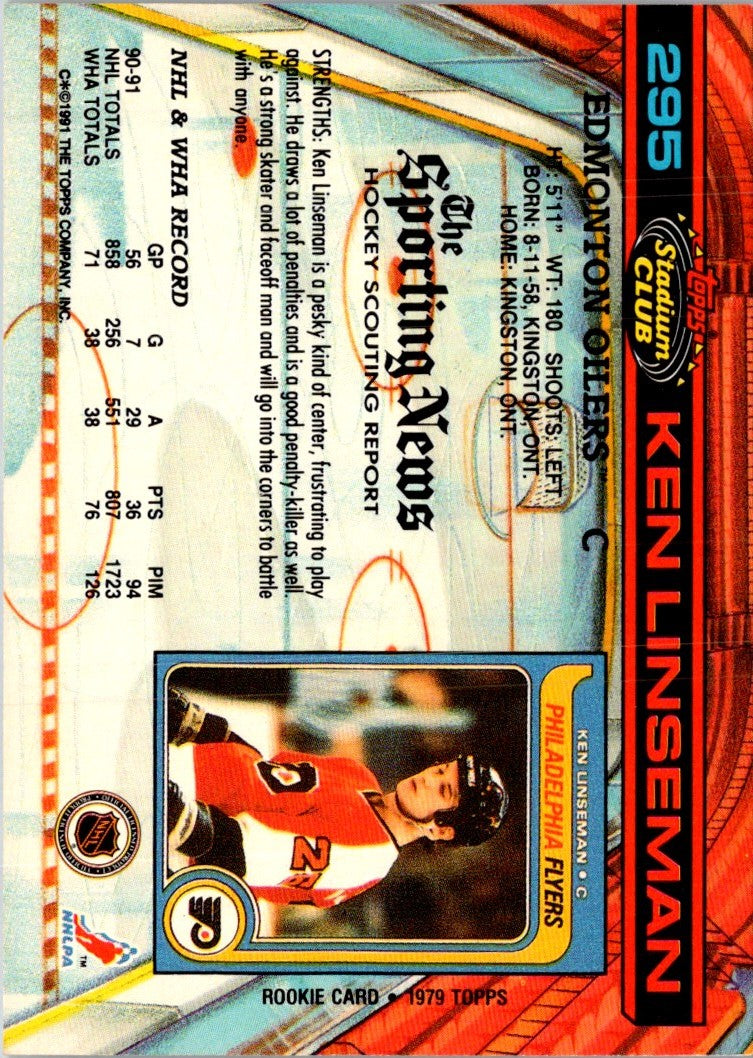 295
Topps
Stadium
CLUB
KEN LINSEMAN
EDMONTON OILERS™ C
HT: 5'11" WT: 180 SHOOTS: LEFT
BORN: 8-11-58, KINGSTON, ONT.
HOME: KINGSTON, ONT.
The
Sporting News
HOCKEY SCOUTING REPORT
STRENGTHS: Ken Linseman is a pesky kind of center, frustrating to play
against. He draws a lot of penalties and is a good penalty-killer as well.
He's a strong skater and faceoff man and will go into the corners to battle
with anyone.
NHL & WHA RECORD
GP G A PTS PIM
90-91 56 7 29 36 94
NHL TOTALS 858 256 551 807 1723
WHA TOTALS 71 38 38 76 126
C*©1991 THE TOPPS COMPANY, INC.
KEN LINSEMAN • C
PHILADELPHIA FLYERS
ROOKIE CARD • 1979 TOPPS
NHL
NHLPA™